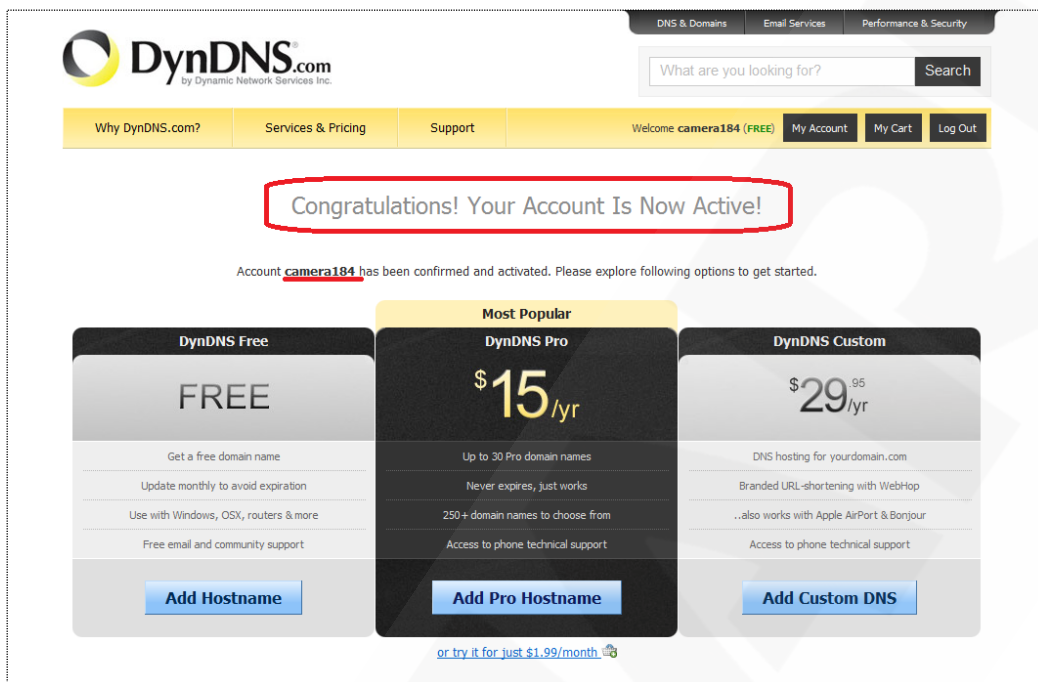 DNS & Domains Email Services Performance & Security
DynDNS.com
by Dynamic Network Services Inc.
What are you looking for? Search
Why DynDNS.com? Services & Pricing Support Welcome camera184 (FREE) My Account My Cart Log Out
Congratulations! Your Account Is Now Active!
Account camera184 has been confirmed and activated. Please explore following options to get started.
Most Popular
DynDNS Free DynDNS Pro DynDNS Custom
FREE $15/yr $29.95/yr
Get a free domain name Up to 30 Pro domain names DNS hosting for yourdomain.com
Update monthly to avoid expiration Never expires, just works Branded URL-shortening with WebHop
Use with Windows, OSX, routers & more 250+ domain names to choose from ..also works with Apple AirPort & Bonjour
Free email and community support Access to phone technical support Access to phone technical support
Add Hostname Add Pro Hostname Add Custom DNS
or try it for just $1.99/month